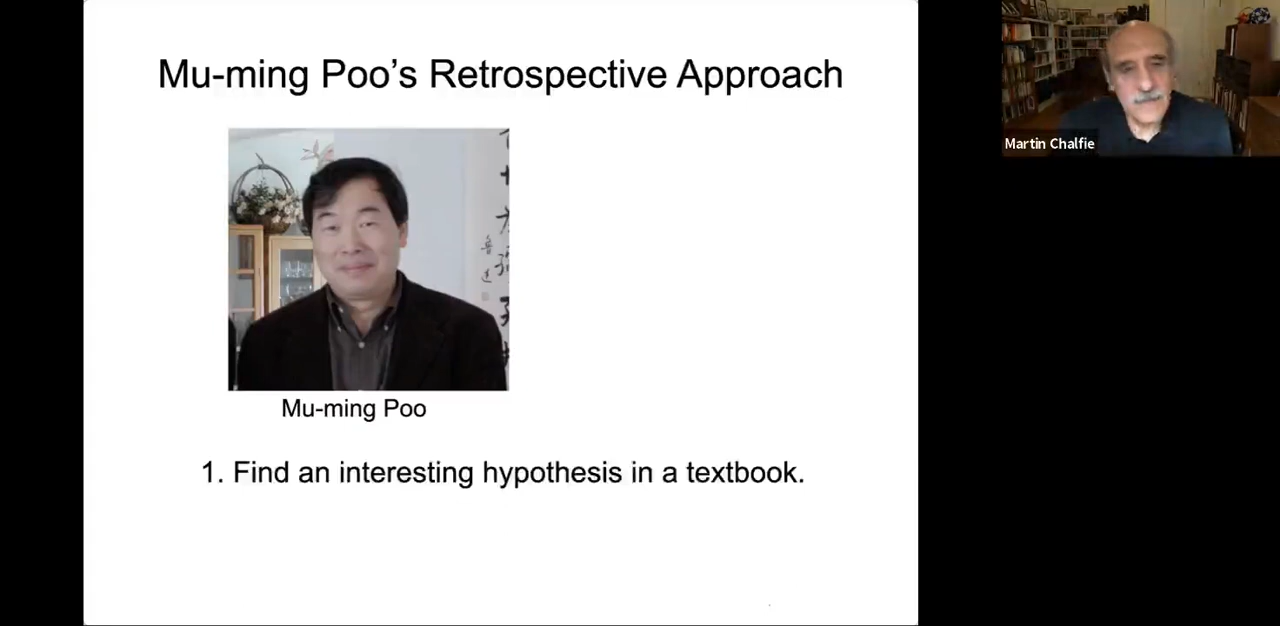 Mu-ming Poo’s Retrospective Approach
Martin Chalfie
Mu-ming Poo
1. Find an interesting hypothesis in a textbook.